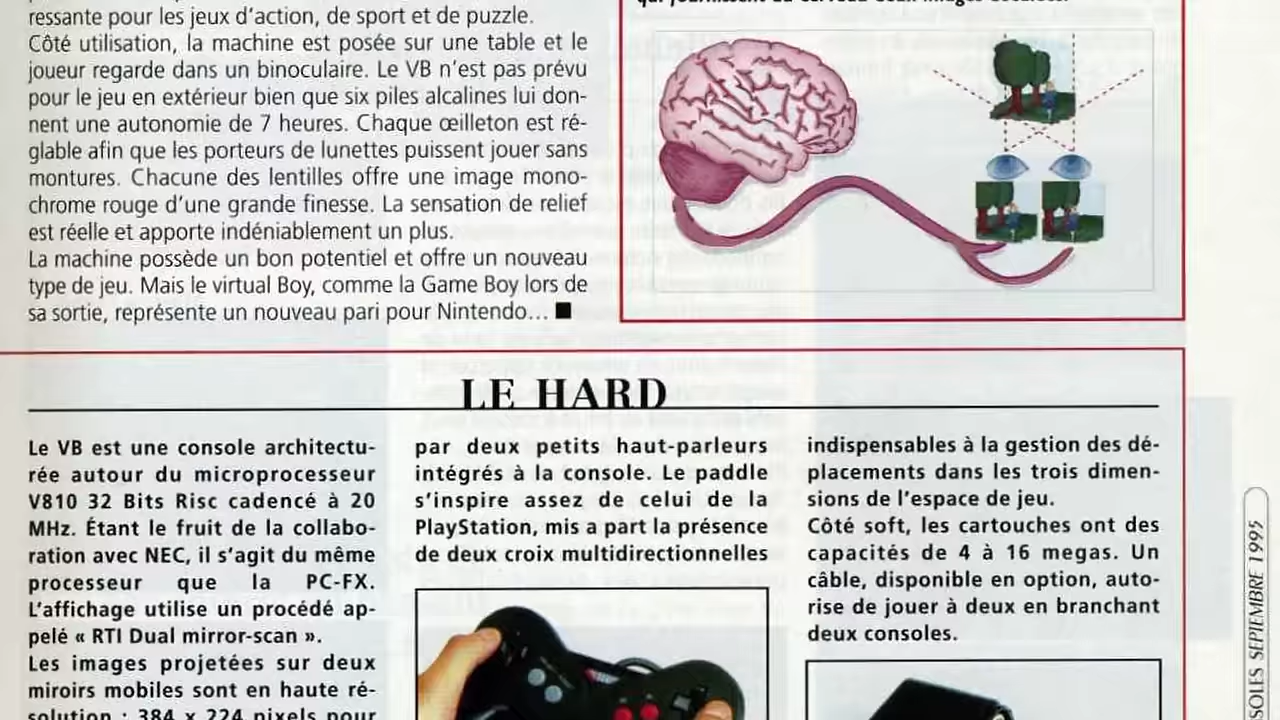 ressante pour les jeux d'action, de sport et de puzzle.
Côté utilisation, la machine est posée sur une table et le
joueur regarde dans un binoculaire. Le VB n'est pas prévu
pour le jeu en extérieur bien que six piles alcalines lui don-
nent une autonomie de 7 heures. Chaque œilleton est ré-
glable afin que les porteurs de lunettes puissent jouer sans
montures. Chacune des lentilles offre une image mono-
chrome rouge d'une grande finesse. La sensation de relief
est réelle et apporte indéniablement un plus.
La machine possède un bon potentiel et offre un nouveau
type de jeu. Mais le virtual Boy, comme la Game Boy lors de
sa sortie, représente un nouveau pari pour Nintendo... ■
LE HARD
Le VB est une console architectu-
rée autour du microprocesseur
V810 32 Bits Risc cadencé à 20
MHz. Étant le fruit de la collabo-
ration avec NEC, il s'agit du même
processeur que la PC-FX.
L'affichage utilise un procédé ap-
pelé « RTI Dual mirror-scan ».
Les images projetées sur deux
miroirs mobiles sont en haute ré-
solution : 384 x 224 pixels pour
par deux petits haut-parleurs
intégrés à la console. Le paddle
s'inspire assez de celui de la
PlayStation, mis a part la présence
de deux croix multidirectionnelles
indispensables à la gestion des dé-
placements dans les trois dimen-
sions de l'espace de jeu.
Côté soft, les cartouches ont des
capacités de 4 à 16 megas. Un
câble, disponible en option, auto-
rise de jouer à deux en branchant
deux consoles.
SOLES SEPTEMBRE 1995